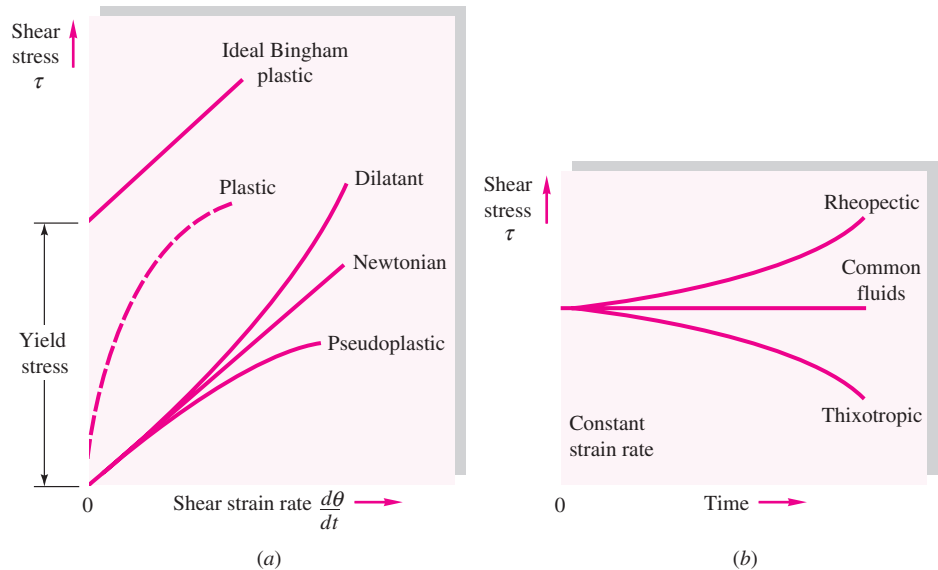 Shear
stress
τ
Ideal Bingham
plastic
Plastic
Dilatant
Newtonian
Pseudoplastic
Yield
stress
0
Shear strain rate dθ/dt
(a)
Shear
stress
τ
Rheopectic
Common
fluids
Thixotropic
Constant
strain rate
0
Time
(b)